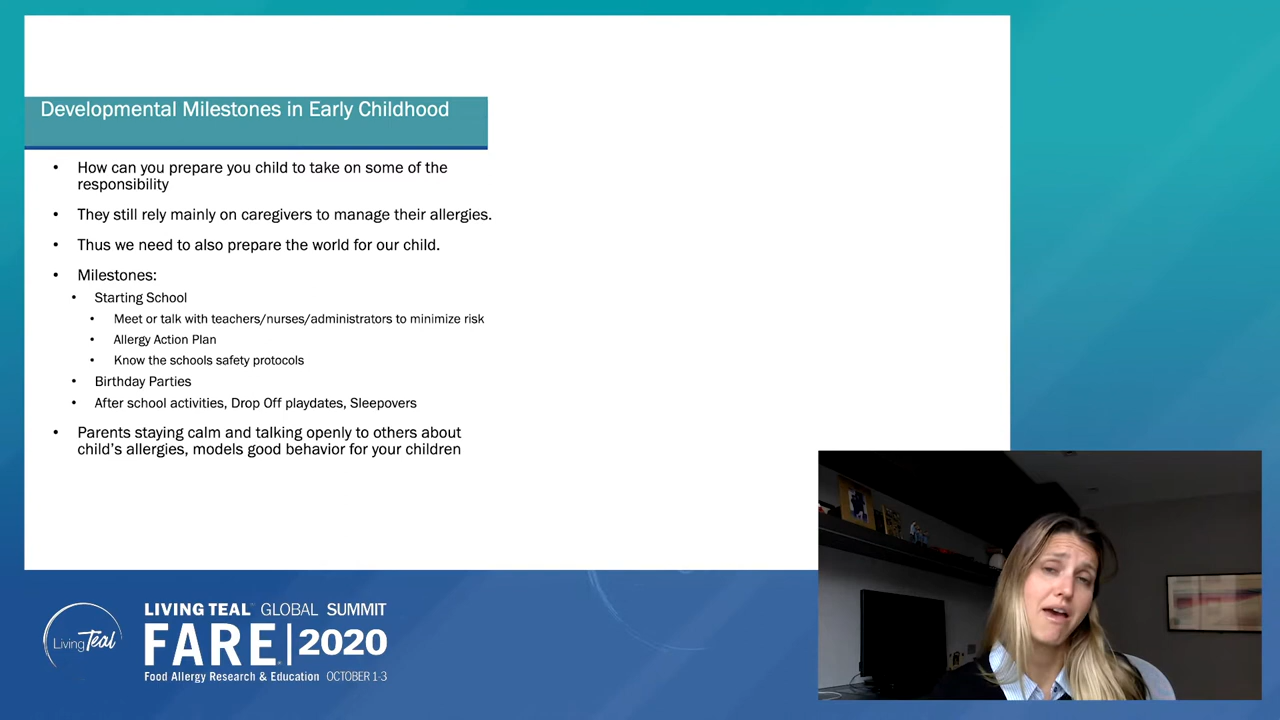 Developmental Milestones in Early Childhood
• How can you prepare you child to take on some of the
responsibility
• They still rely mainly on caregivers to manage their allergies.
• Thus we need to also prepare the world for our child.
• Milestones:
• Starting School
• Meet or talk with teachers/nurses/administrators to minimize risk
• Allergy Action Plan
• Know the schools safety protocols
• Birthday Parties
• After school activities, Drop Off playdates, Sleepovers
• Parents staying calm and talking openly to others about
child's allergies, models good behavior for your children
Living Teal
LIVING TEAL GLOBAL SUMMIT
FARE | 2020
Food Allergy Research & Education OCTOBER 1-3